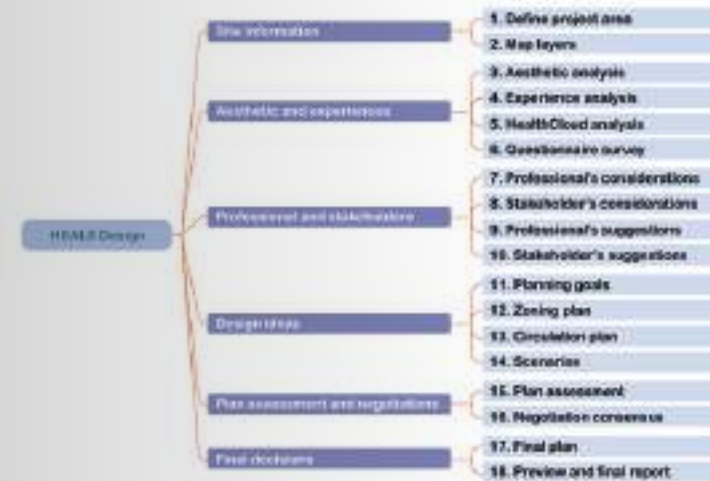 Site information
1. Define project area
2. Map layers
Aesthetic and experiences
3. Aesthetic analysis
4. Experience analysis
5. HealthCloud analysis
6. Questionnaire survey
Professional and stakeholders
7. Professional's considerations
8. Stakeholder's considerations
9. Professional's suggestions
10. Stakeholder's suggestions
Design
Design ideas
11. Planning goals
12. Zoning plan
13. Circulation plan
14. Scenarios
Plan assessment and negotiations
15. Plan assessment
16. Negotiation consensus
Final decisions
17. Final plan
18. Preview and final report